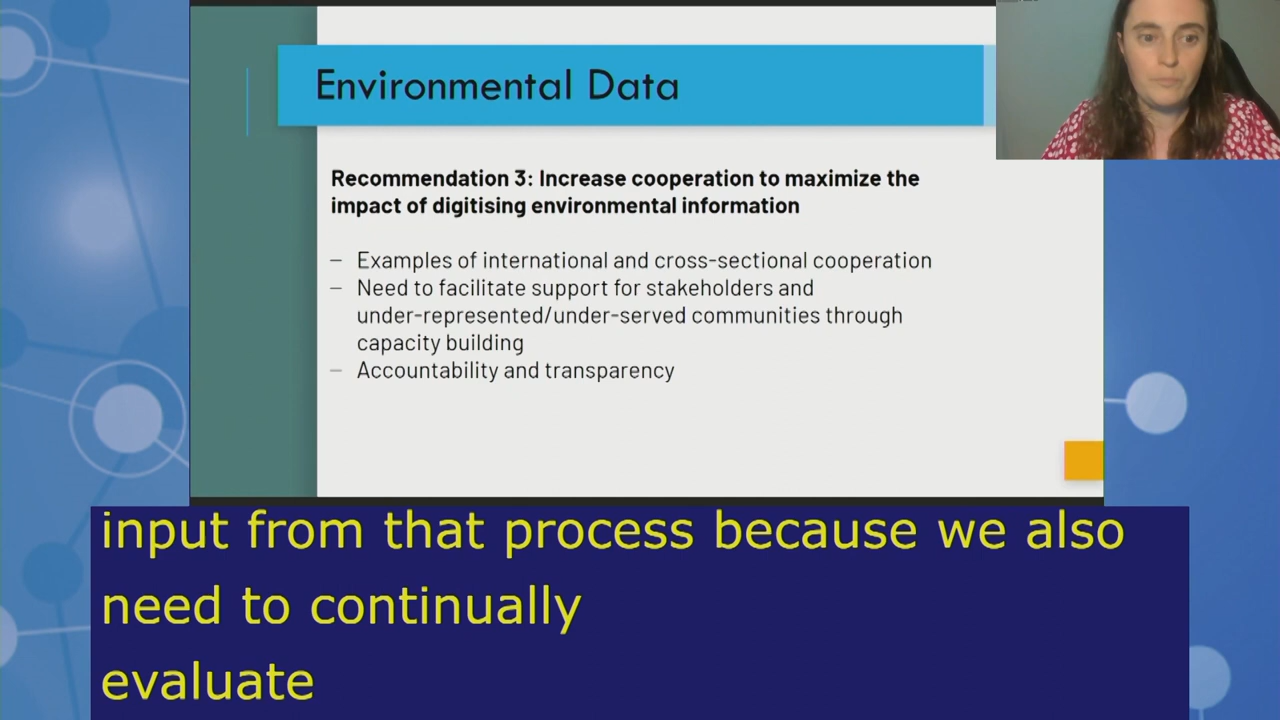 Environmental Data
Recommendation 3: Increase cooperation to maximize the
impact of digitising environmental information
– Examples of international and cross-sectional cooperation
– Need to facilitate support for stakeholders and
under-represented/under-served communities through
capacity building
– Accountability and transparency
input from that process because we also
need to continually
evaluate